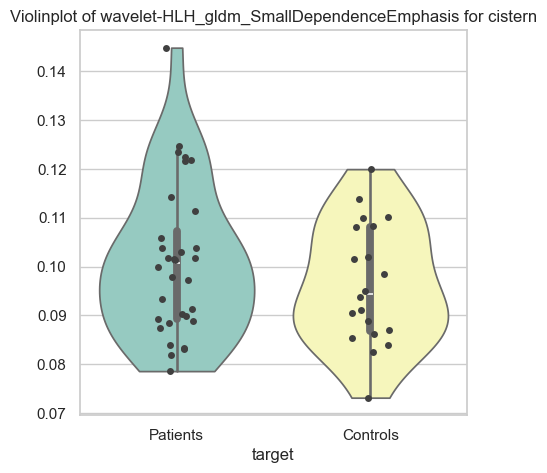 Violinplot of wavelet-HLH_gldm_SmallDependenceEmphasis for cistern
0.14
0.13
0.12
0.11
0.10
0.09
0.08
0.07
Patients
Controls
target